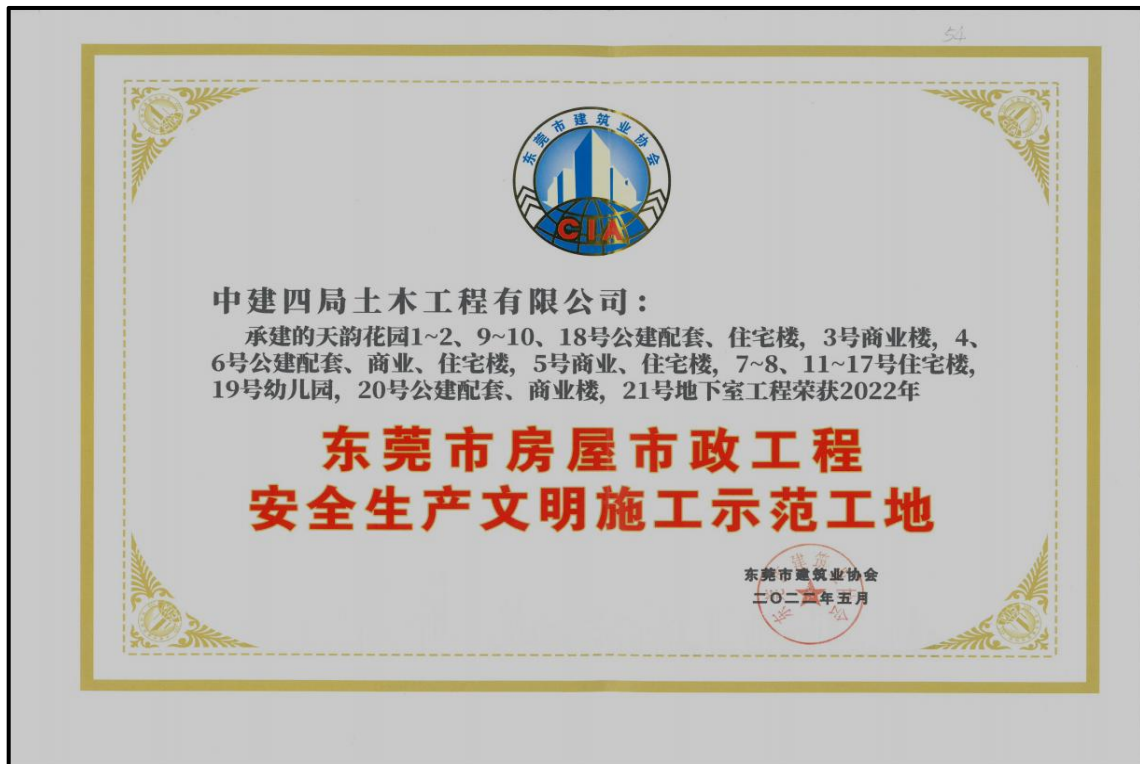 54
东莞市建筑业协会
CIA
中建四局土木工程有限公司：
承建的天韵花园1~2、9~10、18号公建配套、住宅楼，3号商业楼，4、
6号公建配套、商业、住宅楼，5号商业、住宅楼，7~8、11~17号住宅楼，
19号幼儿园，20号公建配套、商业楼，21号地下室工程荣获2022年
东莞市房屋市政工程
安全生产文明施工示范工地
东莞市建筑业协会
二〇二二年五月